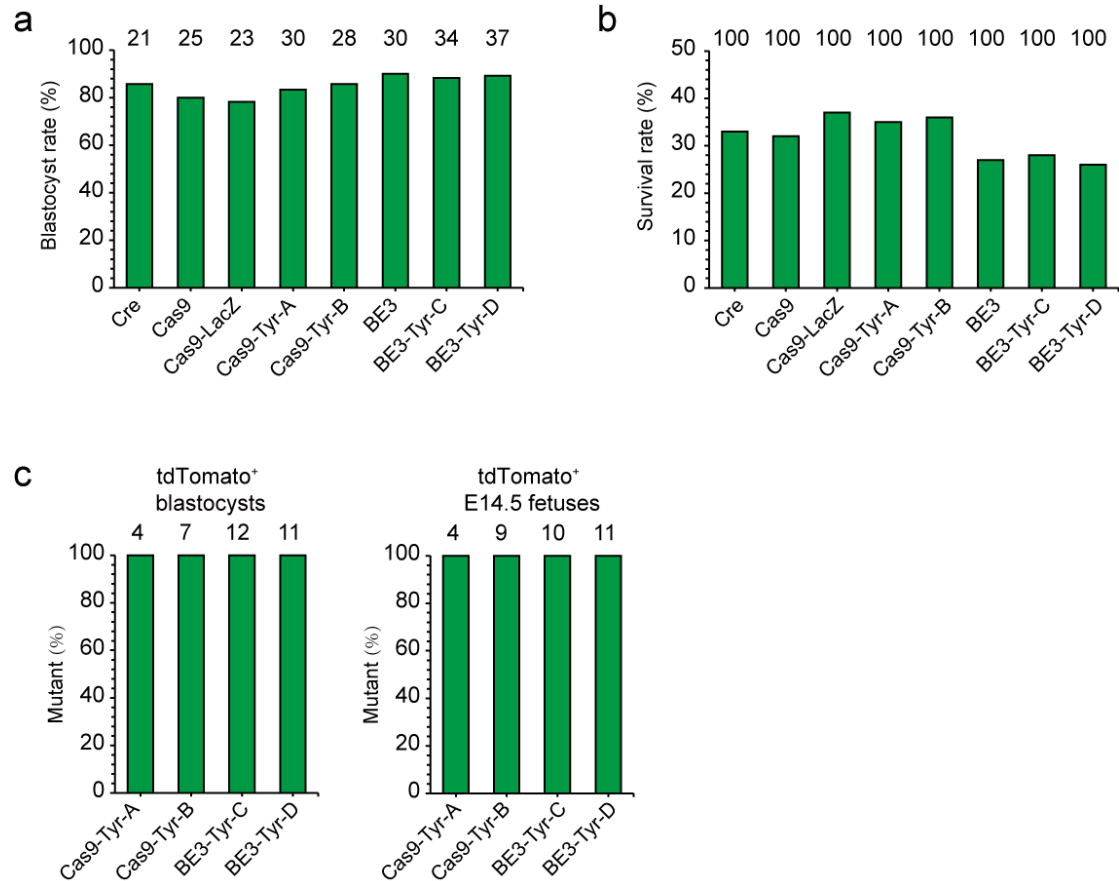 a
21 25 23 30 28 30 34 37
Blastocyst rate (%)
100
80
60
40
20
0
Cre
Cas9
Cas9-LacZ
Cas9-Tyr-A
Cas9-Tyr-B
BE3
BE3-Tyr-C
BE3-Tyr-D
b
100 100 100 100 100 100 100 100
Survival rate (%)
50
40
30
20
10
0
Cre
Cas9
Cas9-LacZ
Cas9-Tyr-A
Cas9-Tyr-B
BE3
BE3-Tyr-C
BE3-Tyr-D
c
tdTomato⁺
blastocysts
4 7 12 11
Mutant (%)
100
80
60
40
20
0
Cas9-Tyr-A
Cas9-Tyr-B
BE3-Tyr-C
BE3-Tyr-D
tdTomato⁺
E14.5 fetuses
4 9 10 11
Mutant (%)
100
80
60
40
20
0
Cas9-Tyr-A
Cas9-Tyr-B
BE3-Tyr-C
BE3-Tyr-D